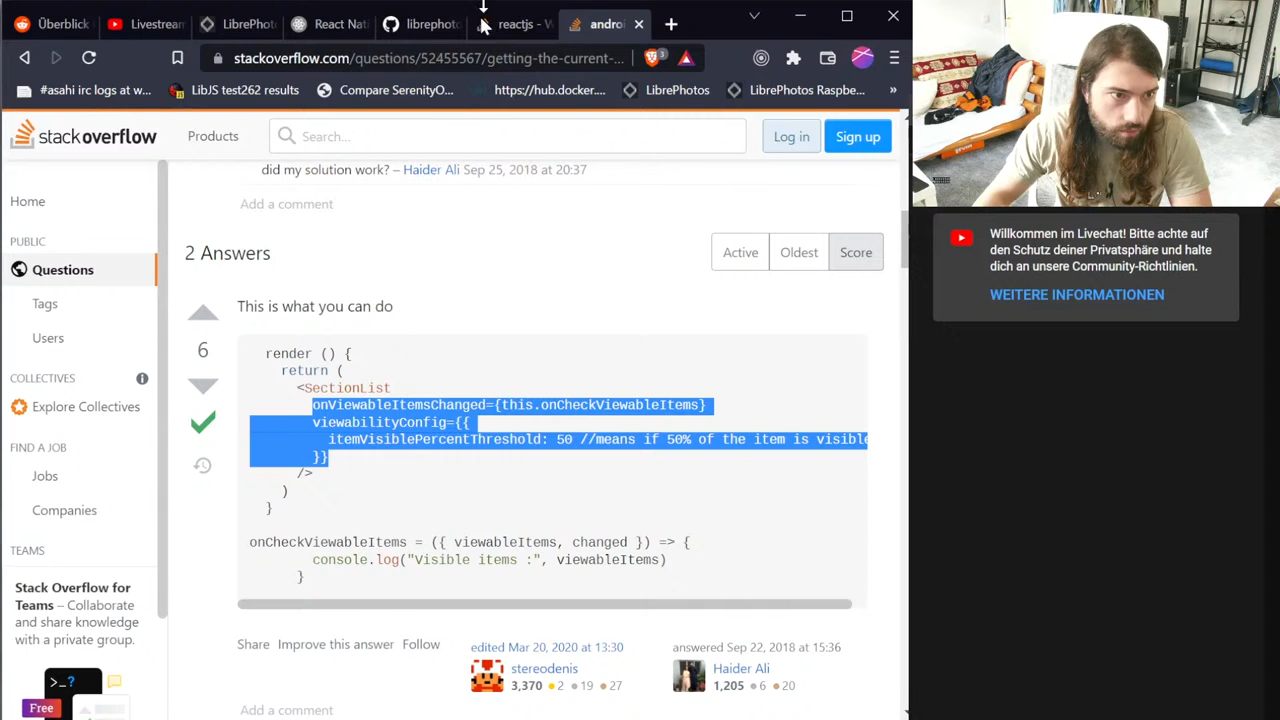 Überblick
Livestream
LibrePhoto
React Nat
librephoto
reactjs - W
androi
stackoverflow.com/questions/52455567/getting-the-current-...
3
#asahi irc logs at w...
LibJS test262 results
Compare SerenityO...
https://hub.docker....
LibrePhotos
LibrePhotos Raspbe...
»
stackoverflow
Products
Search...
Log in
Sign up
Home
PUBLIC
Questions
Tags
Users
COLLECTIVES
Explore Collectives
FIND A JOB
Jobs
Companies
TEAMS
Stack Overflow for
Teams – Collaborate
and share knowledge
with a private group.
>_?
Free
did my solution work? – Haider Ali Sep 25, 2018 at 20:37
Add a comment
2 Answers
Active
Oldest
Score
This is what you can do
6
render () {
return (
<SectionList
onViewableItemsChanged={this.onCheckViewableItems}
viewabilityConfig={{
itemVisiblePercentThreshold: 50 //means if 50% of the item is visible
}}
/>
)
}
onCheckViewableItems = ({ viewableItems, changed }) => {
console.log("Visible items :", viewableItems)
}
Share Improve this answer Follow
edited Mar 20, 2020 at 13:30
stereodenis
3,370 2 19 27
answered Sep 22, 2018 at 15:36
Haider Ali
1,205 6 20
Add a comment
Willkommen im Livechat! Bitte achte auf
den Schutz deiner Privatsphäre und halte
dich an unsere Community-Richtlinien.
WEITERE INFORMATIONEN